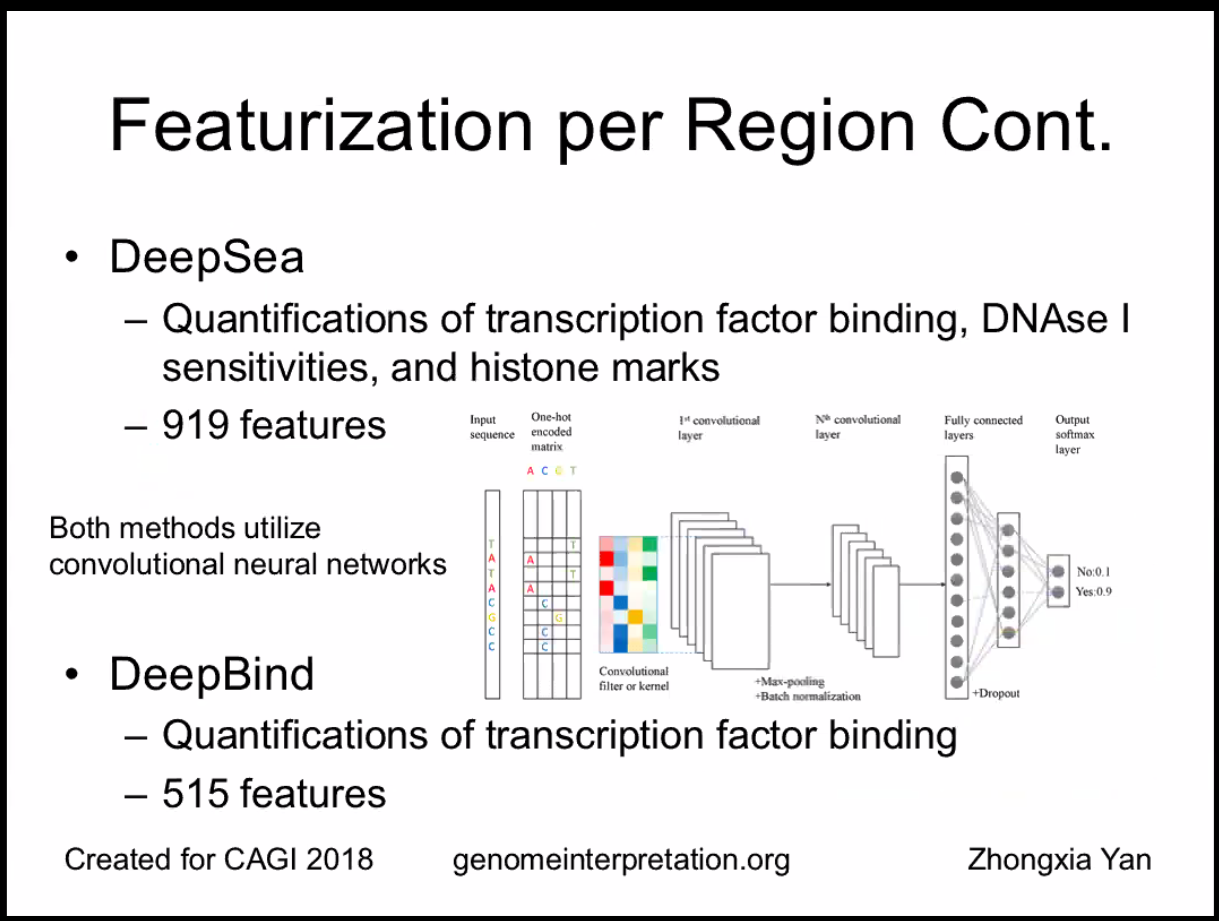 Featurization per Region Cont.
• DeepSea
– Quantifications of transcription factor binding, DNAse I
sensitivities, and histone marks
– 919 features
Both methods utilize
convolutional neural networks
Input
sequence
One-hot
encoded
matrix
1st convolutional
layer
Nth convolutional
layer
Fully connected
layers
Output
softmax
layer
A C G T
T
A
T
A
C
G
C
C
T
A
T
A
C
G
C
C
No:0.1
Yes:0.9
Convolutional
filter or kernel
+Max-pooling
+Batch normalization
+Dropout
• DeepBind
– Quantifications of transcription factor binding
– 515 features
Created for CAGI 2018 genomeinterpretation.org Zhongxia Yan